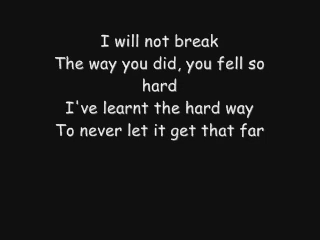 I will not break
The way you did, you fell so
hard
I've learnt the hard way
To never let it get that far